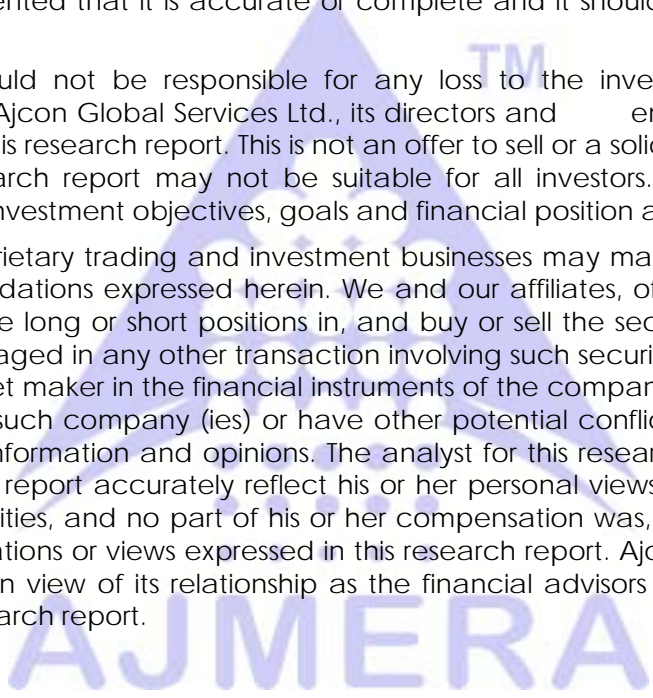 ented that it is accurate or complete and it should
TM
uld not be responsible for any loss to the inve
Ajcon Global Services Ltd., its directors and er
is research report. This is not an offer to sell or a solic
arch report may not be suitable for all investors.
nvestment objectives, goals and financial position a
rietary trading and investment businesses may ma
dations expressed herein. We and our affiliates, of
e long or short positions in, and buy or sell the sec
aged in any other transaction involving such securi
et maker in the financial instruments of the compan
such company (ies) or have other potential conflic
nformation and opinions. The analyst for this resear
report accurately reflect his or her personal views
ities, and no part of his or her compensation was,
ations or views expressed in this research report. Ajc
n view of its relationship as the financial advisors
arch report.
AJMERA